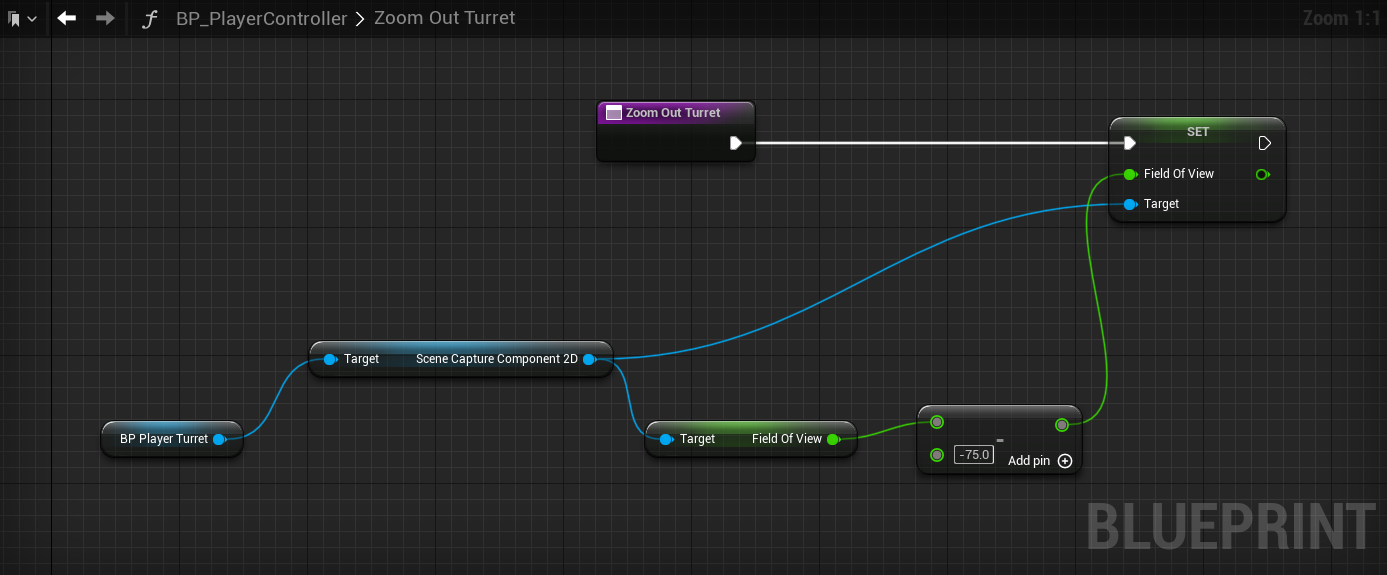 BP_PlayerController > Zoom Out Turret
Zoom 1:1
Zoom Out Turret
SET
Field Of View
Target
Target Scene Capture Component 2D
BP Player Turret
Target Field Of View
-
-75.0
Add pin
BLUEPRINT